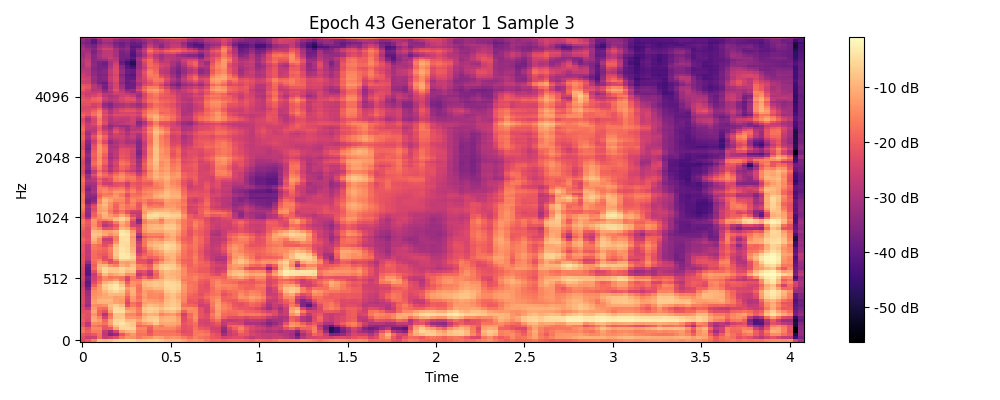 Epoch 43 Generator 1 Sample 3
Hz
4096
2048
1024
512
0
0 0.5 1 1.5 2 2.5 3 3.5 4
Time
-10 dB
-20 dB
-30 dB
-40 dB
-50 dB